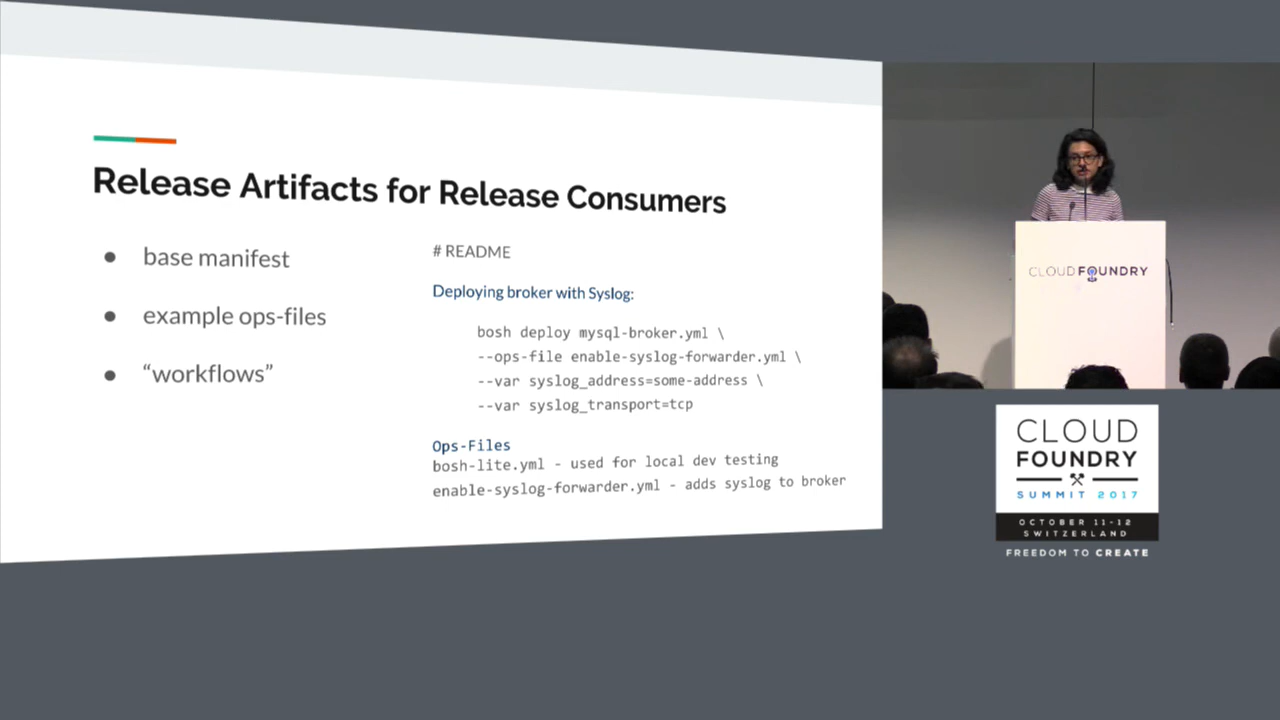 Release Artifacts for Release Consumers
● base manifest
● example ops-files
● “workflows”
# README
Deploying broker with Syslog:
bosh deploy mysql-broker.yml \
--ops-file enable-syslog-forwarder.yml \
--var syslog_address=some-address \
--var syslog_transport=tcp
Ops-Files
bosh-lite.yml - used for local dev testing
enable-syslog-forwarder.yml - adds syslog to broker
CLOUD FOUNDRY
CLOUD
FOUNDRY
SUMMIT 2017
OCTOBER 11-12
SWITZERLAND
FREEDOM TO CREATE